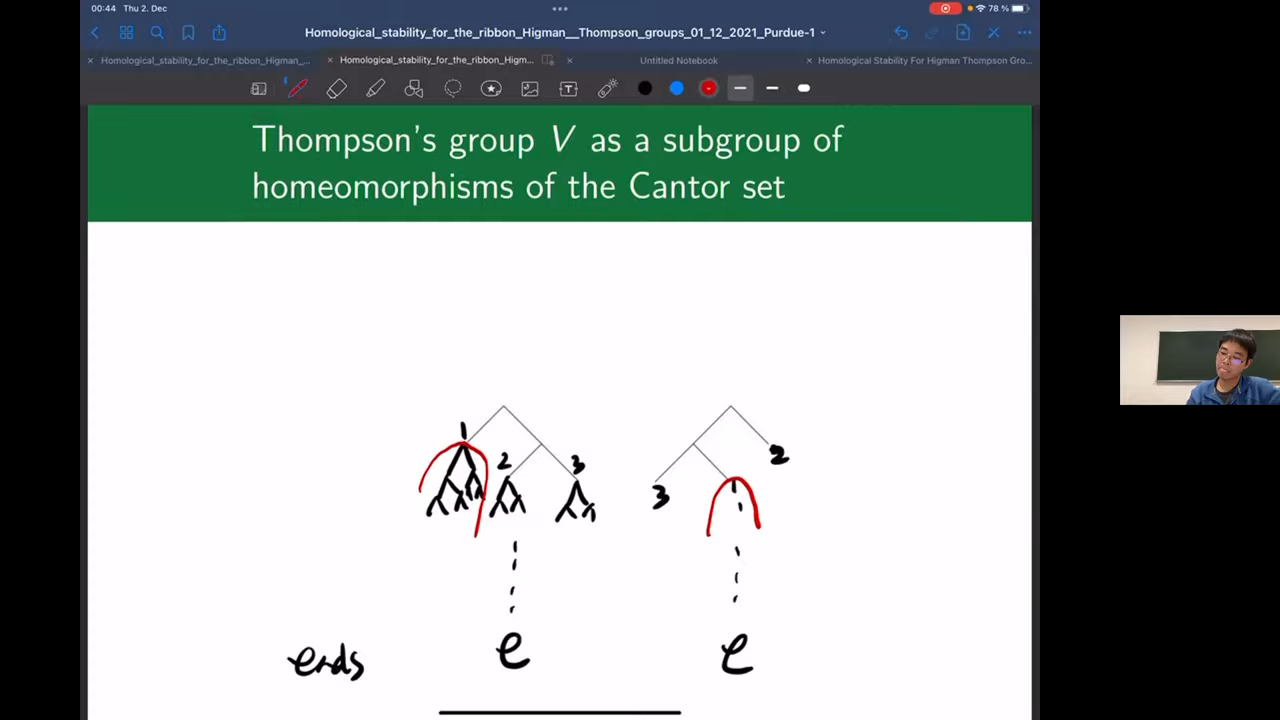 00:44 Thu 2. Dec
78 %
Homological_stability_for_the_ribbon_Higman__Thompson_groups_01_12_2021_Purdue-1
Homological_stability_for_the_ribbon_Higman_... Homological_stability_for_the_ribbon_Higm... Untitled Notebook Homological Stability For Higman Thompson Gro...
Thompson's group V as a subgroup of
homeomorphisms of the Cantor set
1
2 3 2
3 1
ends e e